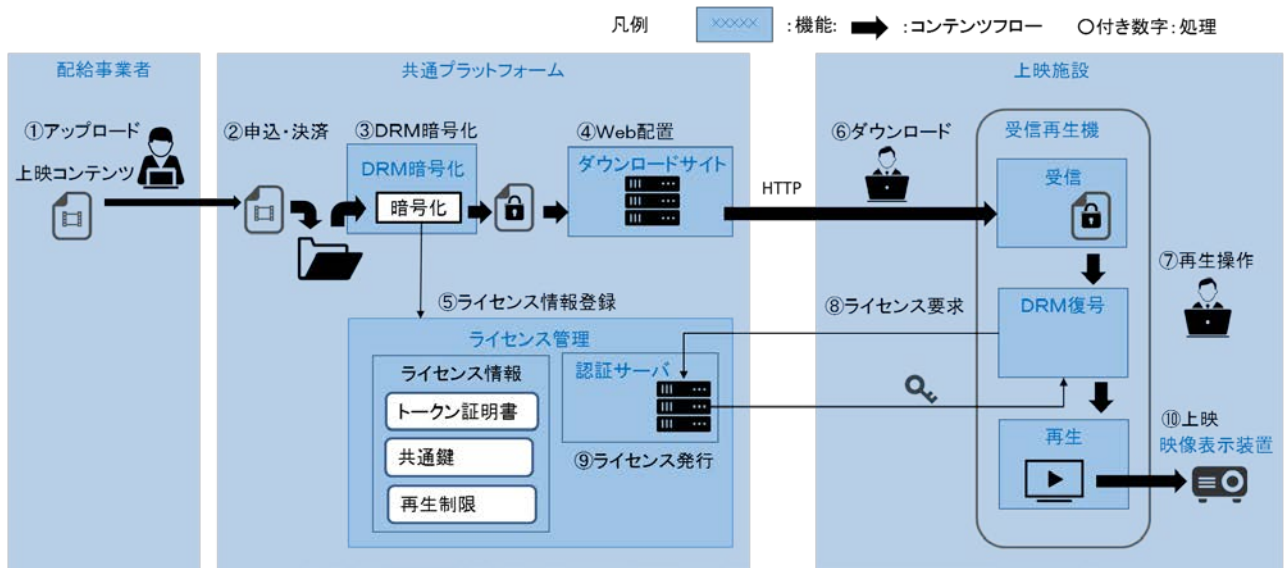 凡例
××××× :機能:
:コンテンツフロー
〇付き数字:処理
配給事業者
共通プラットフォーム
上映施設
①アップロード
上映コンテンツ
②申込・決済
③DRM暗号化
DRM暗号化
暗号化
④Web配置
ダウンロードサイト
HTTP
⑥ダウンロード
受信再生機
受信
⑦再生操作
⑤ライセンス情報登録
⑧ライセンス要求
DRM復号
ライセンス管理
ライセンス情報
トークン証明書
共通鍵
再生制限
認証サーバ
⑨ライセンス発行
再生
⑩上映
映像表示装置